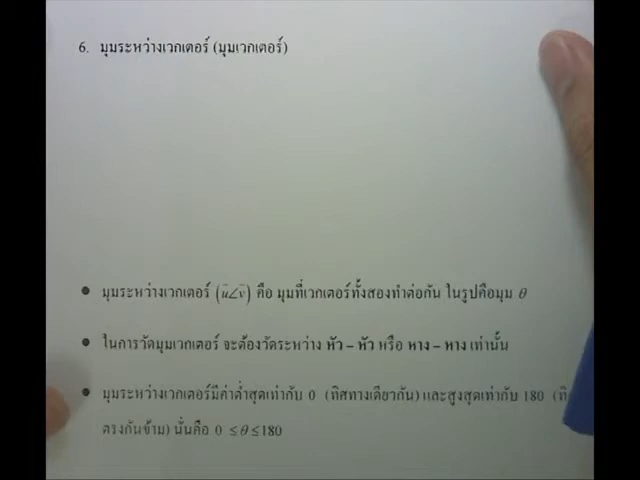 6. มุมระหว่างเวกเตอร์ (มุมเวกเตอร์)
● มุมระหว่างเวกเตอร์ (u⃗∠v⃗) คือ มุมที่เวกเตอร์ทั้งสองทำต่อกัน ในรูปคือมุม θ
● ในการวัดมุมเวกเตอร์ จะต้องวัดระหว่าง หัว – หัว หรือ หาง – หาง เท่านั้น
● มุมระหว่างเวกเตอร์มีค่าต่ำสุดเท่ากับ 0 (ทิศทางเดียวกัน) และสูงสุดเท่ากับ 180
ตรงกันข้าม) นั่นคือ 0 ≤ θ ≤ 180